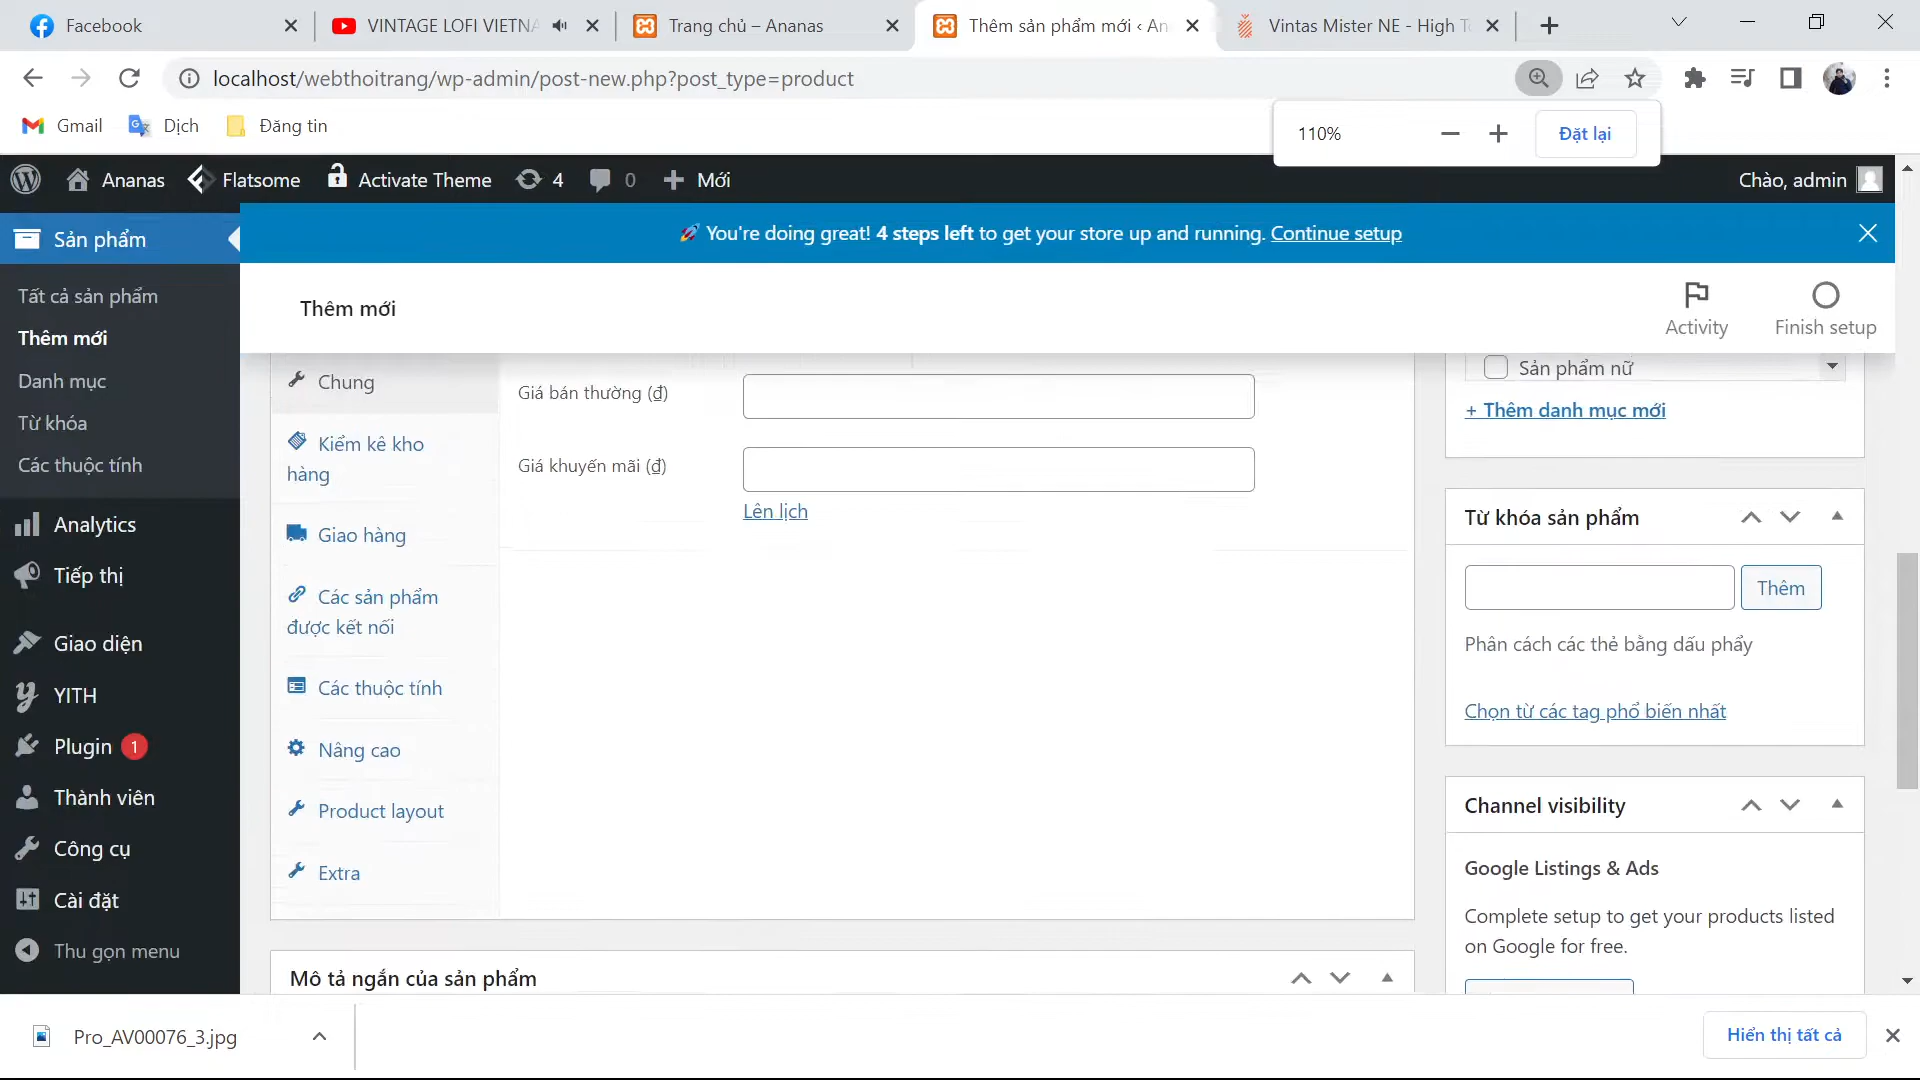 Facebook
VINTAGE LOFI VIETNA
Trang chủ – Ananas
Thêm sản phẩm mới ‹ An
Vintas Mister NE - High To
localhost/webthoitrang/wp-admin/post-new.php?post_type=product
Gmail
Dịch
Đăng tin
110%
Đặt lại
Ananas
Flatsome
Activate Theme
4
0
Mới
Chào, admin
Sản phẩm
🚀 You're doing great! 4 steps left to get your store up and running. Continue setup
Tất cả sản phẩm
Thêm mới
Danh mục
Từ khóa
Các thuộc tính
Analytics
Tiếp thị
Giao diện
YITH
Plugin 1
Thành viên
Công cụ
Cài đặt
Thu gọn menu
Thêm mới
Activity
Finish setup
Chung
Kiểm kê kho
hàng
Giao hàng
Các sản phẩm
được kết nối
Các thuộc tính
Nâng cao
Product layout
Extra
Giá bán thường (₫)
Giá khuyến mãi (₫)
Lên lịch
Mô tả ngắn của sản phẩm
Sản phẩm nữ
+ Thêm danh mục mới
Từ khóa sản phẩm
Thêm
Phân cách các thẻ bằng dấu phẩy
Chọn từ các tag phổ biến nhất
Channel visibility
Google Listings & Ads
Complete setup to get your products listed
on Google for free.
Pro_AV00076_3.jpg
Hiển thị tất cả